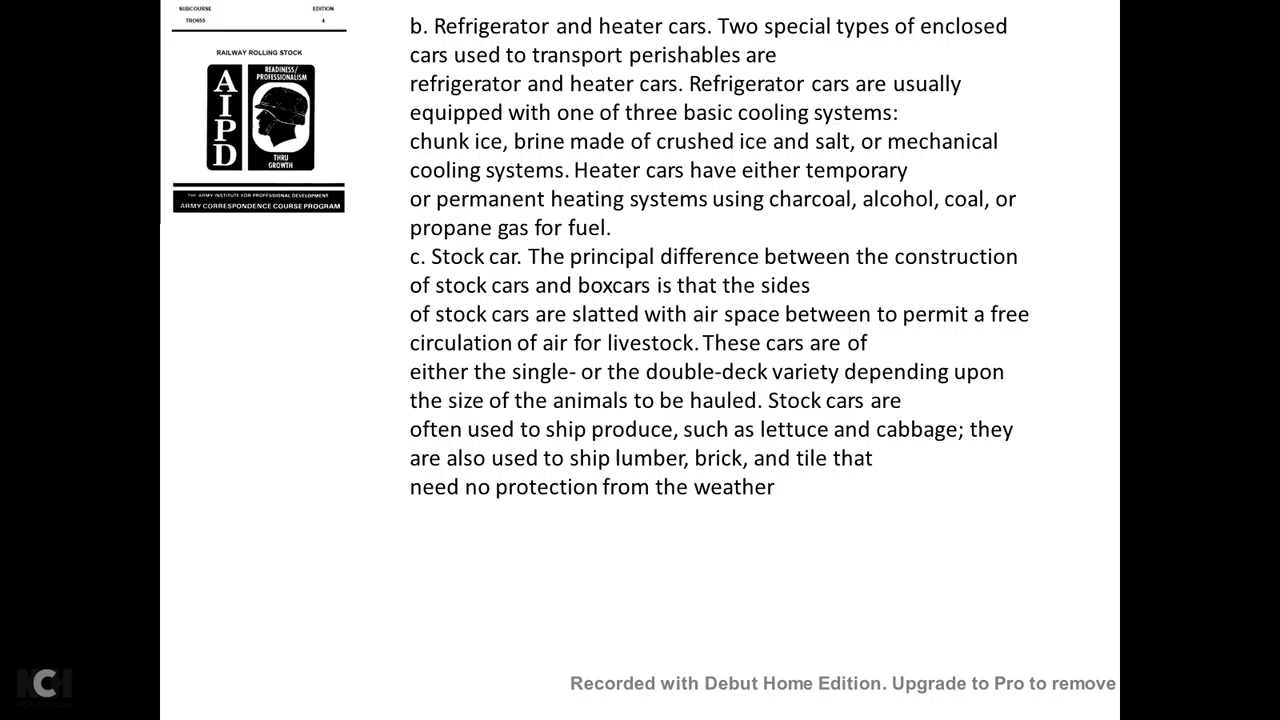 SUBCOURSE EDITION
TRO655 4
RAILWAY ROLLING STOCK
AIPD
READINESS/
PROFESSIONALISM
THRU
GROWTH
THE ARMY INSTITUTE FOR PROFESSIONAL DEVELOPMENT
ARMY CORRESPONDENCE COURSE PROGRAM
b. Refrigerator and heater cars. Two special types of enclosed
cars used to transport perishables are
refrigerator and heater cars. Refrigerator cars are usually
equipped with one of three basic cooling systems:
chunk ice, brine made of crushed ice and salt, or mechanical
cooling systems. Heater cars have either temporary
or permanent heating systems using charcoal, alcohol, coal, or
propane gas for fuel.
c. Stock car. The principal difference between the construction
of stock cars and boxcars is that the sides
of stock cars are slatted with air space between to permit a free
circulation of air for livestock. These cars are of
either the single- or the double-deck variety depending upon
the size of the animals to be hauled. Stock cars are
often used to ship produce, such as lettuce and cabbage; they
are also used to ship lumber, brick, and tile that
need no protection from the weather
NCH
Recorded with Debut Home Edition. Upgrade to Pro to remove